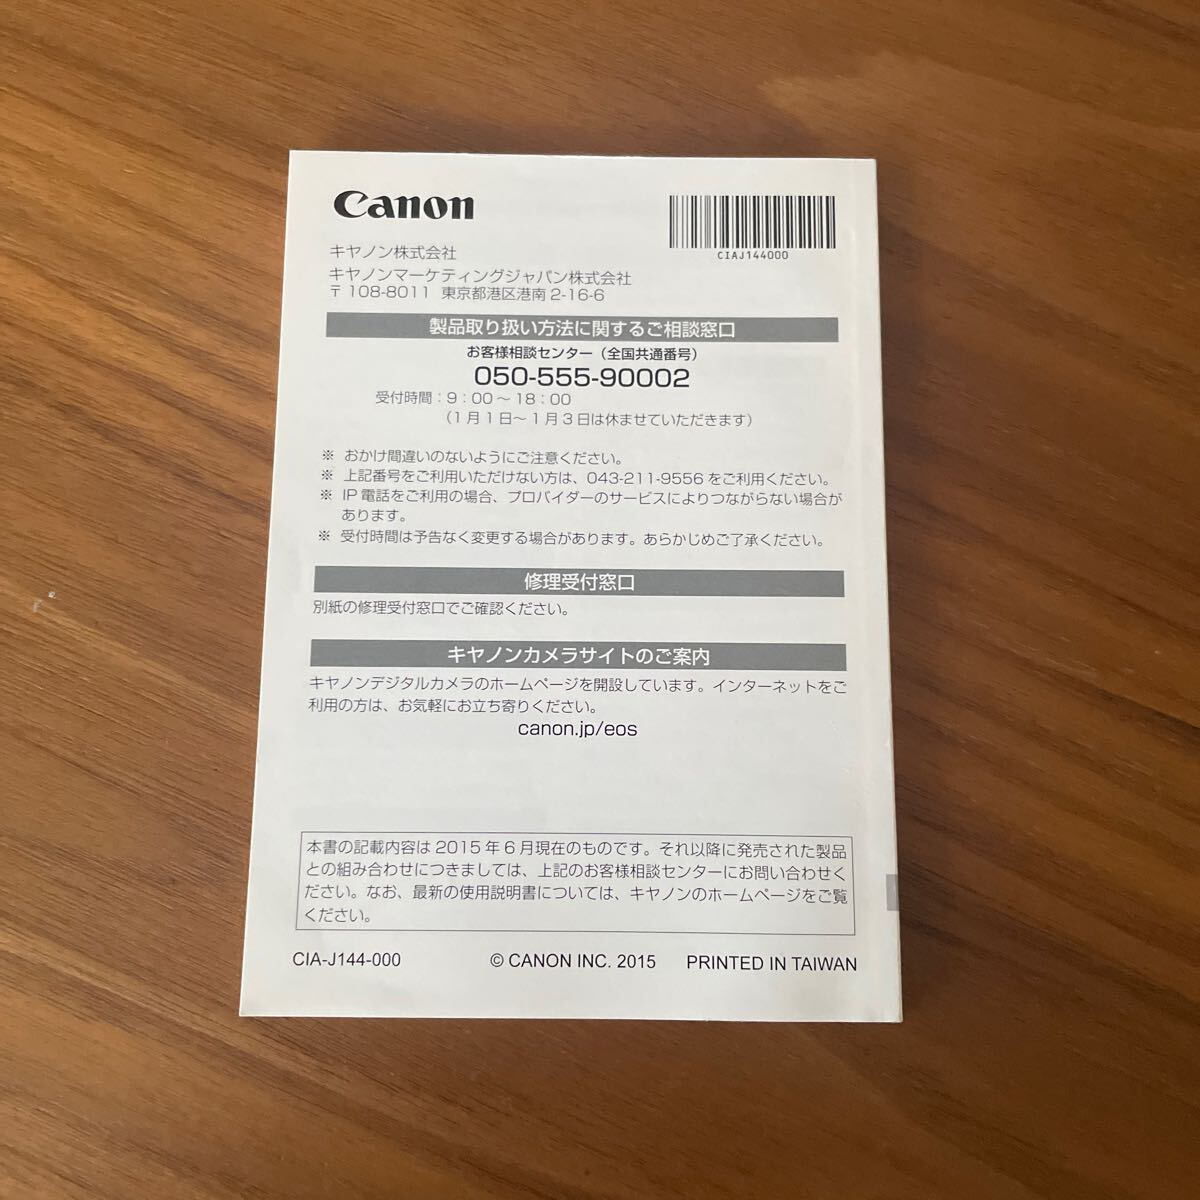 Canon
CIAJ144000
キヤノン株式会社
キヤノンマーケティングジャパン株式会社
〒108-8011 東京都港区港南 2-16-6
製品取り扱い方法に関するご相談窓口
お客様相談センター（全国共通番号）
050-555-90002
受付時間：9：00 ～ 18：00
（1 月 1 日～ 1 月 3 日は休ませていただきます）
※ おかけ間違いのないようにご注意ください。
※ 上記番号をご利用いただけない方は、043-211-9556 をご利用ください。
※ IP 電話をご利用の場合、プロバイダーのサービスによりつながらない場合が
あります。
※ 受付時間は予告なく変更する場合があります。あらかじめご了承ください。
修理受付窓口
別紙の修理受付窓口でご確認ください。
キヤノンカメラサイトのご案内
キヤノンデジタルカメラのホームページを開設しています。インターネットをご
利用の方は、お気軽にお立ち寄りください。
canon.jp/eos
本書の記載内容は 2015 年 6 月現在のものです。それ以降に発売された製品
との組み合わせにつきましては、上記のお客様相談センターにお問い合わせく
ださい。なお、最新の使用説明書については、キヤノンのホームページをご覧
ください。
CIA-J144-000 © CANON INC. 2015 PRINTED IN TAIWAN